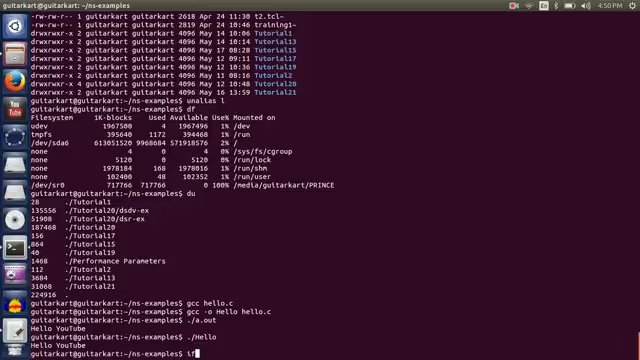 guitarkart@guitarkart: ~/ns-examples
En
4:50 PM
-rw-rw-r-- 1 guitarkart guitarkart 2618 Apr 24 11:30 t2.tcl~
-rw-rw-r-- 1 guitarkart guitarkart 2819 Apr 24 10:46 training1~
drwxrwxr-x 2 guitarkart guitarkart 4096 May 14 10:06 Tutorial1
drwxrwxr-x 2 guitarkart guitarkart 4096 May 14 10:15 Tutorial13
drwxrwxr-x 2 guitarkart guitarkart 4096 May 17 08:28 Tutorial15
drwxrwxr-x 2 guitarkart guitarkart 4096 May 12 09:11 Tutorial17
drwxrwxr-x 2 guitarkart guitarkart 4096 May 12 10:36 Tutorial19
drwxrwxr-x 2 guitarkart guitarkart 4096 May 11 08:16 Tutorial2
drwxrwxr-x 4 guitarkart guitarkart 4096 May 12 10:38 Tutorial20
drwxrwxr-x 2 guitarkart guitarkart 4096 May 16 13:59 Tutorial21
guitarkart@guitarkart:~/ns-examples$ unalias l
guitarkart@guitarkart:~/ns-examples$ df
Filesystem 1K-blocks Used Available Use% Mounted on
udev 1967500 4 1967496 1% /dev
tmpfs 395640 1172 394468 1% /run
/dev/sda6 613051520 9968684 571918576 2% /
none 4 0 4 0% /sys/fs/cgroup
none 5120 0 5120 0% /run/lock
none 1978184 168 1978016 1% /run/shm
none 102400 48 102352 1% /run/user
/dev/sr0 717766 717766 0 100% /media/guitarkart/PRINCE
guitarkart@guitarkart:~/ns-examples$ du
28 ./Tutorial1
135556 ./Tutorial20/dsdv-ex
51908 ./Tutorial20/dsr-ex
187468 ./Tutorial20
156 ./Tutorial17
864 ./Tutorial15
40 ./Tutorial19
1468 ./Performance Parameters
112 ./Tutorial2
3684 ./Tutorial13
31168 ./Tutorial21
224916 .
guitarkart@guitarkart:~/ns-examples$ gcc hello.c
guitarkart@guitarkart:~/ns-examples$ gcc -o Hello hello.c
guitarkart@guitarkart:~/ns-examples$ ./a.out
Hello YouTube
guitarkart@guitarkart:~/ns-examples$ ./Hello
Hello YouTube
guitarkart@guitarkart:~/ns-examples$ if